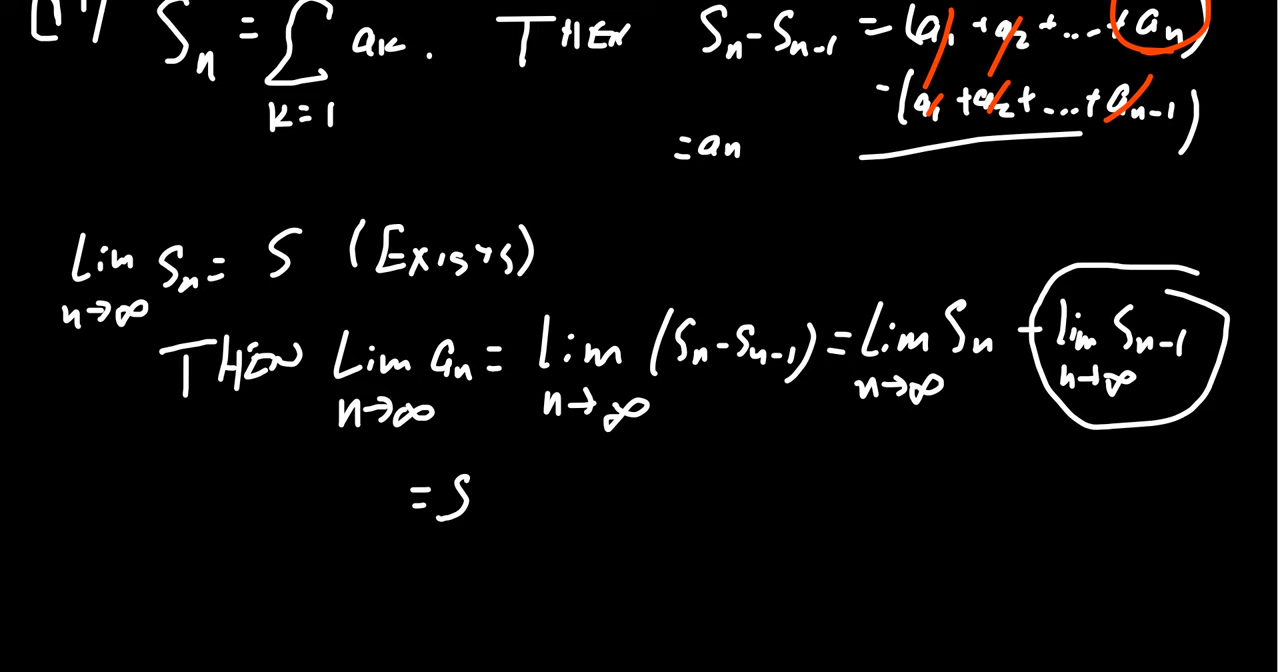 Sn = ∑ ak. THEN Sn - Sn-1 = (a1 + a2 + ... + an)
k=1
- (a1 + a2 + ... + an-1)
= an
Lim Sn = S (Exists)
n→∞
THEN Lim an = lim (Sn - Sn-1) = Lim Sn - lim Sn-1
n→∞ n→∞ n→∞ n→∞
= S